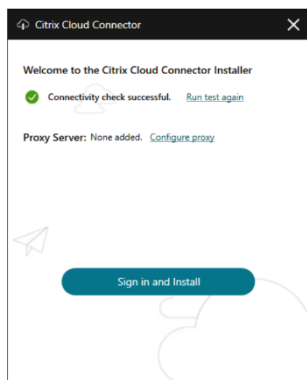 Citrix Cloud Connector
Welcome to the Citrix Cloud Connector Installer
Connectivity check successful. Run test again
Proxy Server: None added. Configure proxy
Sign in and Install